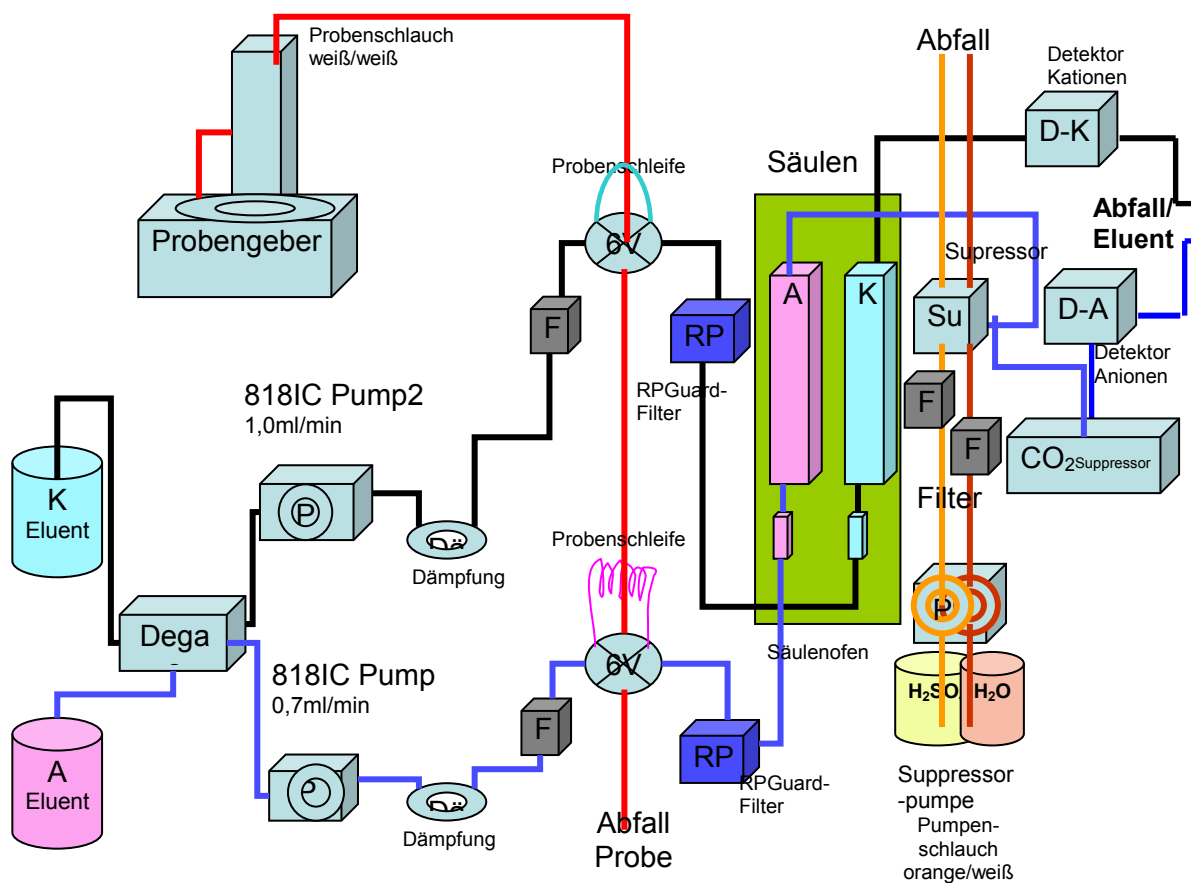 Probenschlauch
weiß/weiß
Abfall
Detektor
Kationen
D-K
Probenschleife
Säulen
Probengeber
6V
Abfall/
Eluent
Supressor
A
K
F
RP
Su
D-A
Detektor
Anionen
RPGuard-
Filter
818IC Pump2
1,0ml/min
F
F
CO2Suppressor
K
Eluent
P
Dämpfung
Filter
Probenschleife
P
Dega
Säulenofen
818IC Pump
0,7ml/min
6V
H2SO
H2O
F
RP
A
Eluent
RPGuard-
Filter
Dämpfung
Abfall
Probe
Suppressor
-pumpe
Pumpen-
schlauch
orange/weiß